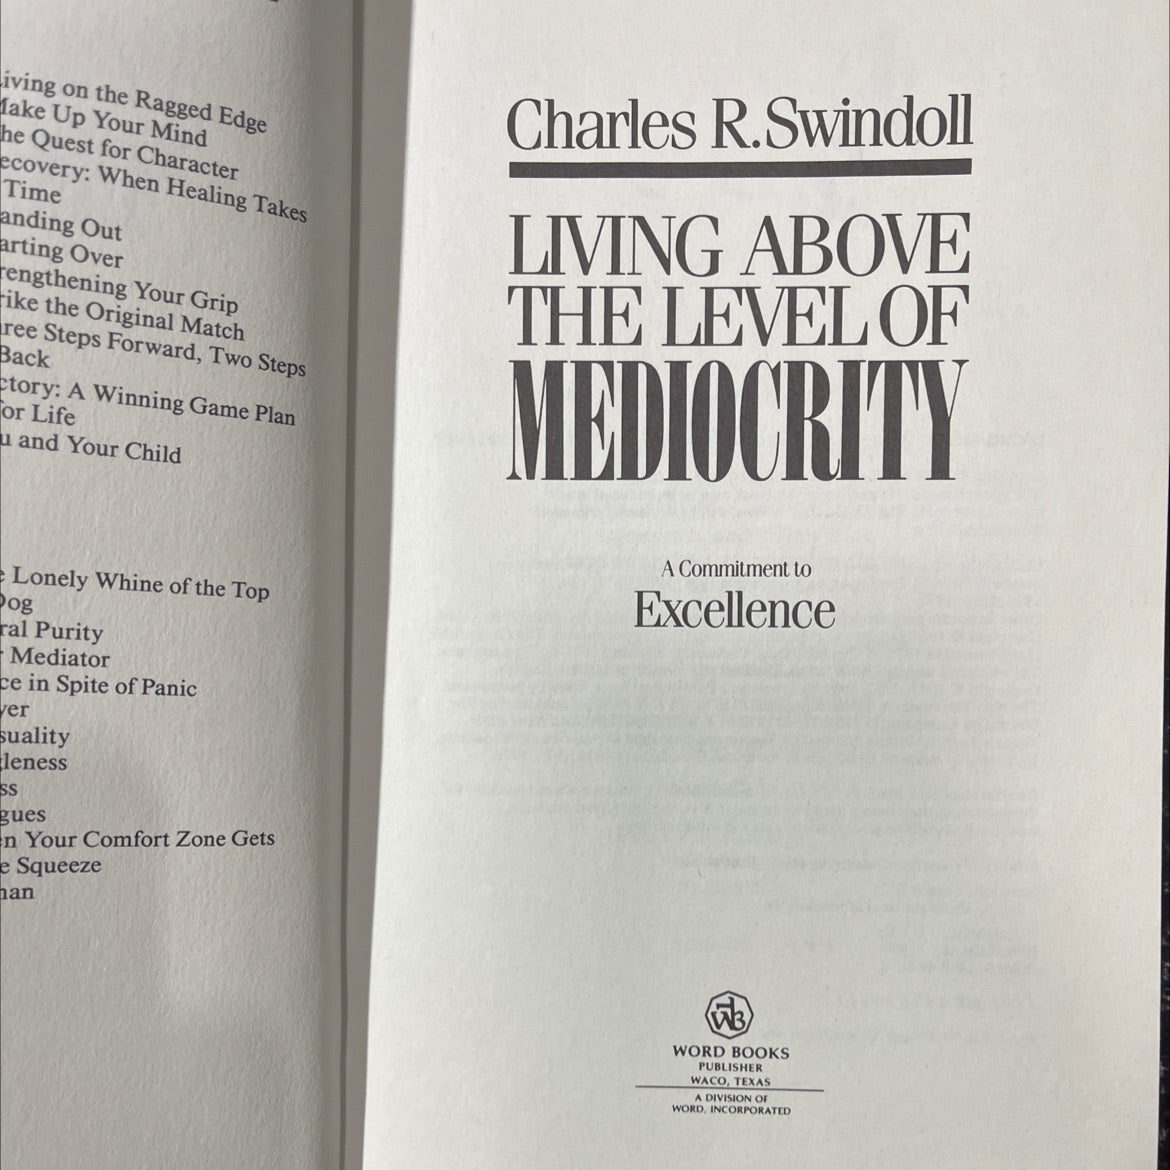 iving on the Ragged Edge
Make Up Your Mind
he Quest for Character
ecovery: When Healing Takes
Time
anding Out
arting Over
rengthening Your Grip
rike the Original Match
ree Steps Forward, Two Steps
Back
ctory: A Winning Game Plan
for Life
u and Your Child
e Lonely Whine of the Top
Dog
ral Purity
r Mediator
ce in Spite of Panic
yer
suality
gleness
ss
gues
en Your Comfort Zone Gets
e Squeeze
man
Charles R. Swindoll
LIVING ABOVE
THE LEVEL OF
MEDIOCRITY
A Commitment to
Excellence
WORD BOOKS
PUBLISHER
WACO, TEXAS
A DIVISION OF
WORD, INCORPORATED